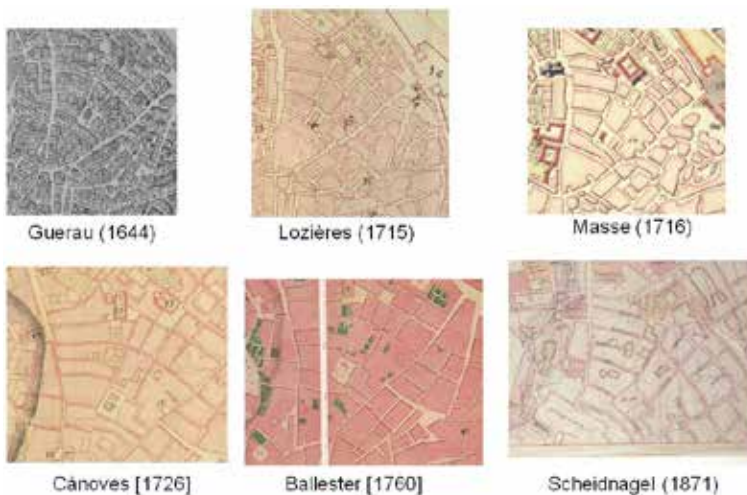 Guerau (1644)
Lozières (1715)
Masse (1716)
Cànoves [1726]
Ballester [1760]
Scheidnagel (1871)